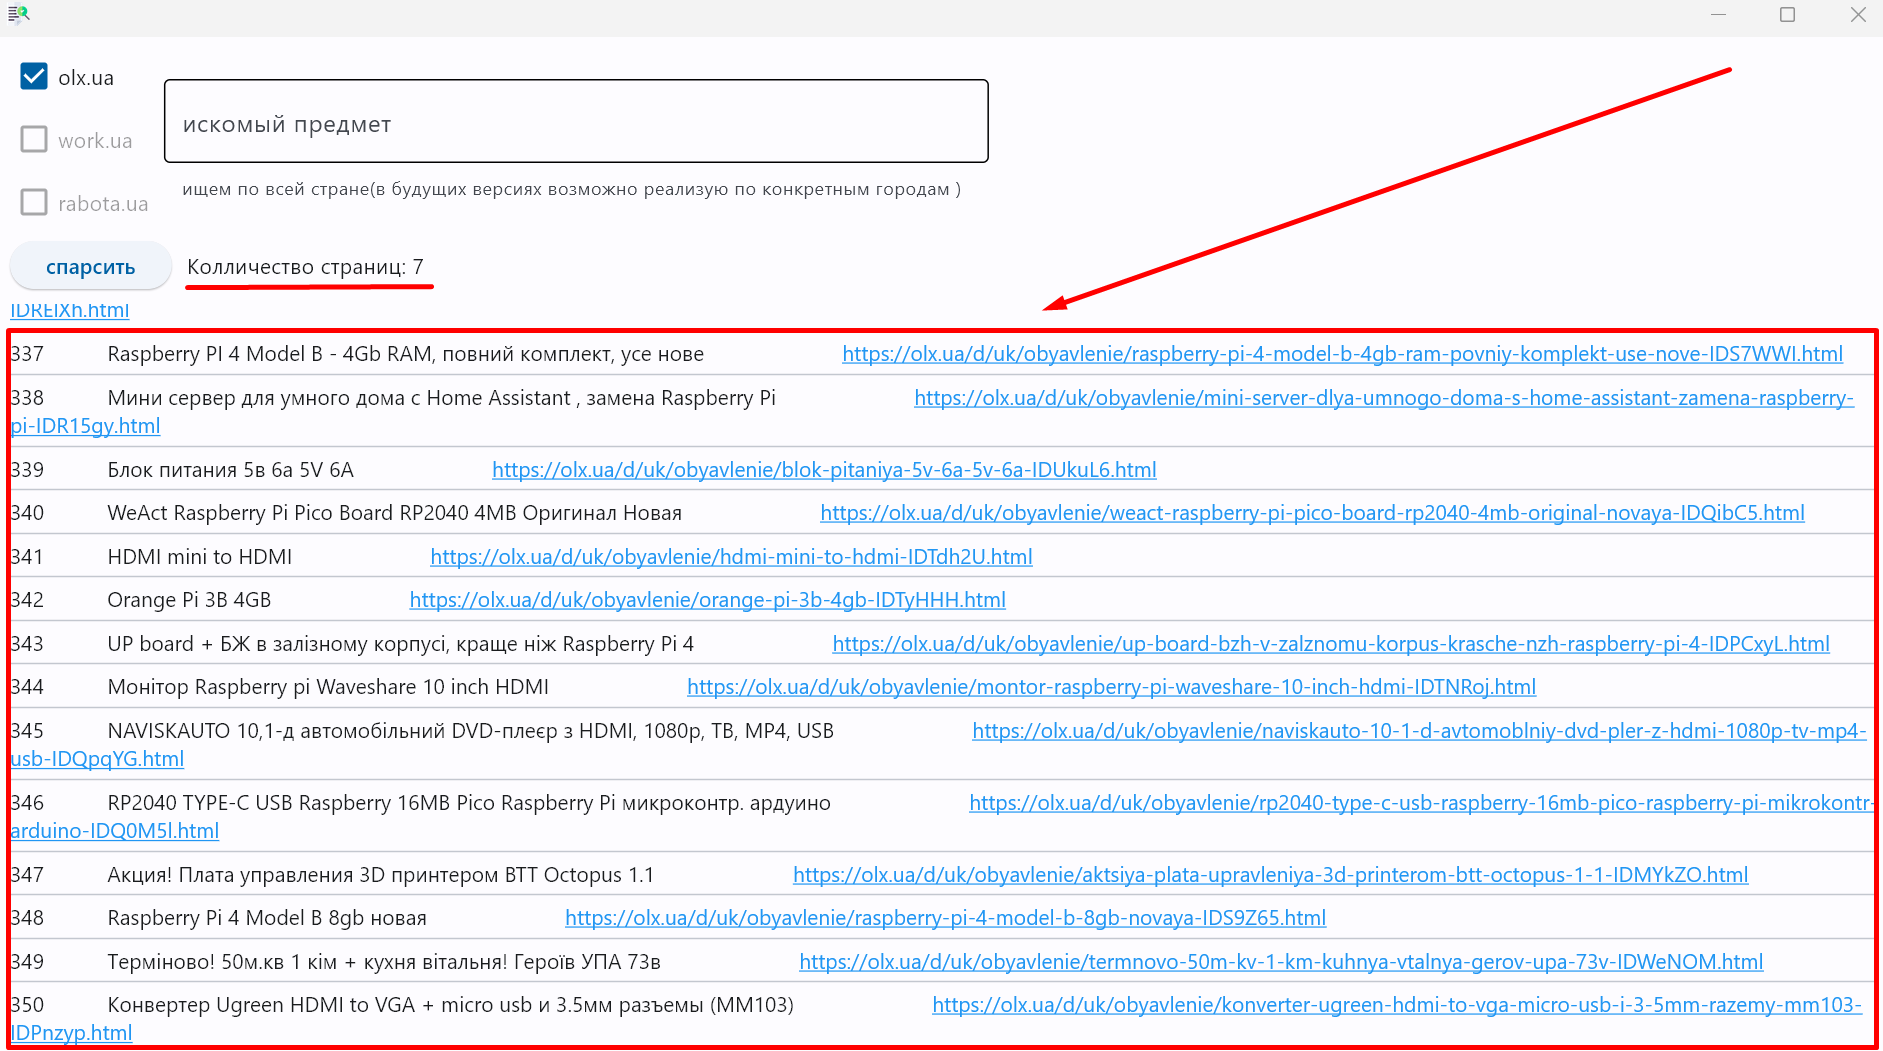 olx.ua
work.ua
rabota.ua
искомый предмет
ищем по всей стране(в будущих версиях возможно реализую по конкретным городам )
спарсить
Колличество страниц: 7
IDREIXh.html
337 Raspberry PI 4 Model B - 4Gb RAM, повний комплект, усе нове https://olx.ua/d/uk/obyavlenie/raspberry-pi-4-model-b-4gb-ram-povniy-komplekt-use-nove-IDS7WWI.html
338 Мини сервер для умного дома с Home Assistant , замена Raspberry Pi https://olx.ua/d/uk/obyavlenie/mini-server-dlya-umnogo-doma-s-home-assistant-zamena-raspberry-
pi-IDR15gy.html
339 Блок питания 5в 6а 5V 6A https://olx.ua/d/uk/obyavlenie/blok-pitaniya-5v-6a-5v-6a-IDUkuL6.html
340 WeAct Raspberry Pi Pico Board RP2040 4MB Оригинал Новая https://olx.ua/d/uk/obyavlenie/weact-raspberry-pi-pico-board-rp2040-4mb-original-novaya-IDQibC5.html
341 HDMI mini to HDMI https://olx.ua/d/uk/obyavlenie/hdmi-mini-to-hdmi-IDTdh2U.html
342 Orange Pi 3B 4GB https://olx.ua/d/uk/obyavlenie/orange-pi-3b-4gb-IDTyHHH.html
343 UP board + БЖ в залізному корпусі, краще ніж Raspberry Pi 4 https://olx.ua/d/uk/obyavlenie/up-board-bzh-v-zalznomu-korpus-krasche-nzh-raspberry-pi-4-IDPCxyL.html
344 Монітор Raspberry pi Waveshare 10 inch HDMI https://olx.ua/d/uk/obyavlenie/montor-raspberry-pi-waveshare-10-inch-hdmi-IDTNRoj.html
345 NAVISKAUTO 10,1-д автомобільний DVD-плеєр з HDMI, 1080p, ТВ, MP4, USB https://olx.ua/d/uk/obyavlenie/naviskauto-10-1-d-avtomoblniy-dvd-pler-z-hdmi-1080p-tv-mp4-
usb-IDQpqYG.html
346 RP2040 TYPE-C USB Raspberry 16MB Pico Raspberry Pi микроконтр. ардуино https://olx.ua/d/uk/obyavlenie/rp2040-type-c-usb-raspberry-16mb-pico-raspberry-pi-mikrokontr-
arduino-IDQ0M5l.html
347 Акция! Плата управления 3D принтером BTT Octopus 1.1 https://olx.ua/d/uk/obyavlenie/aktsiya-plata-upravleniya-3d-printerom-btt-octopus-1-1-IDMYkZO.html
348 Raspberry Pi 4 Model B 8gb новая https://olx.ua/d/uk/obyavlenie/raspberry-pi-4-model-b-8gb-novaya-IDS9Z65.html
349 Терміново! 50м.кв 1 кім + кухня вітальня! Героїв УПА 73в https://olx.ua/d/uk/obyavlenie/termnovo-50m-kv-1-km-kuhnya-vtalnya-gerov-upa-73v-IDWeNOM.html
350 Конвертер Ugreen HDMI to VGA + micro usb и 3.5мм разъемы (MM103) https://olx.ua/d/uk/obyavlenie/konverter-ugreen-hdmi-to-vga-micro-usb-i-3-5mm-razemy-mm103-
IDPnzyp.html